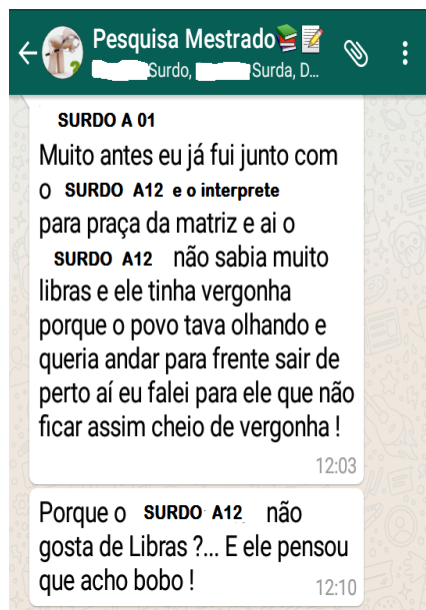 Pesquisa Mestrado📚📝
Surdo, Surda, D...
SURDO A 01
Muito antes eu já fui junto com
o SURDO A12 e o interprete
para praça da matriz e ai o
SURDO A12 não sabia muito
libras e ele tinha vergonha
porque o povo tava olhando e
queria andar para frente sair de
perto aí eu falei para ele que não
ficar assim cheio de vergonha !
12:03
Porque o SURDO A12 não
gosta de Libras ?... E ele pensou
que acho bobo !
12:10